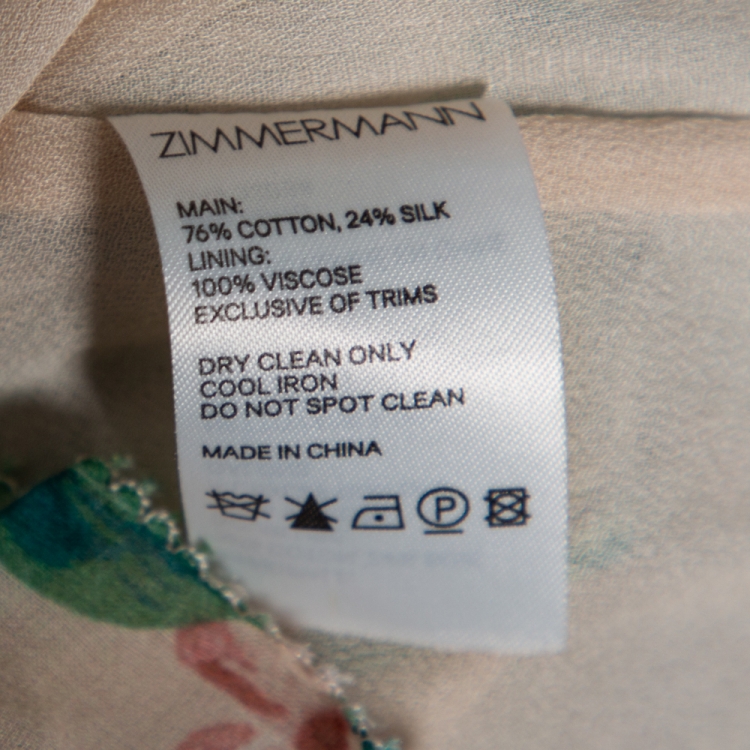 ZIMMERMANN
MAIN:
76% COTTON, 24% SILK
LINING:
100% VISCOSE
EXCLUSIVE OF TRIMS
DRY CLEAN ONLY
COOL IRON
DO NOT SPOT CLEAN
MADE IN CHINA
P